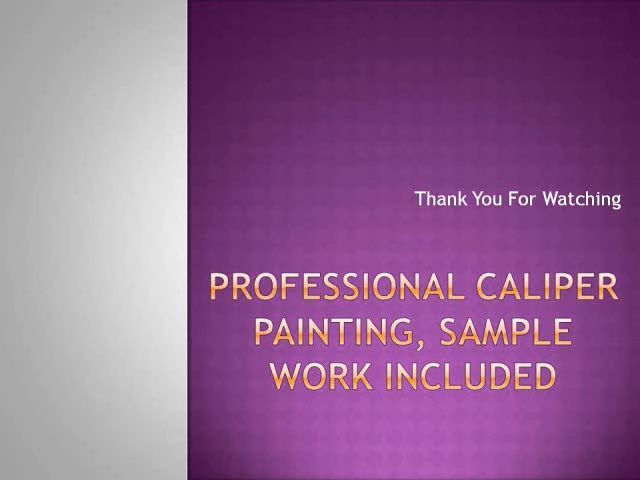 Thank You For Watching
PROFESSIONAL CALIPER
PAINTING, SAMPLE
WORK INCLUDED